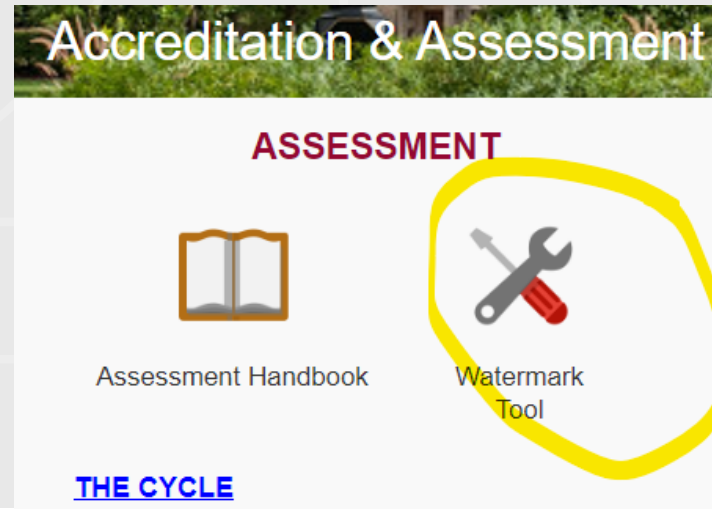 Accreditation & Assessment
ASSESSMENT
Assessment Handbook
Watermark
Tool
THE CYCLE